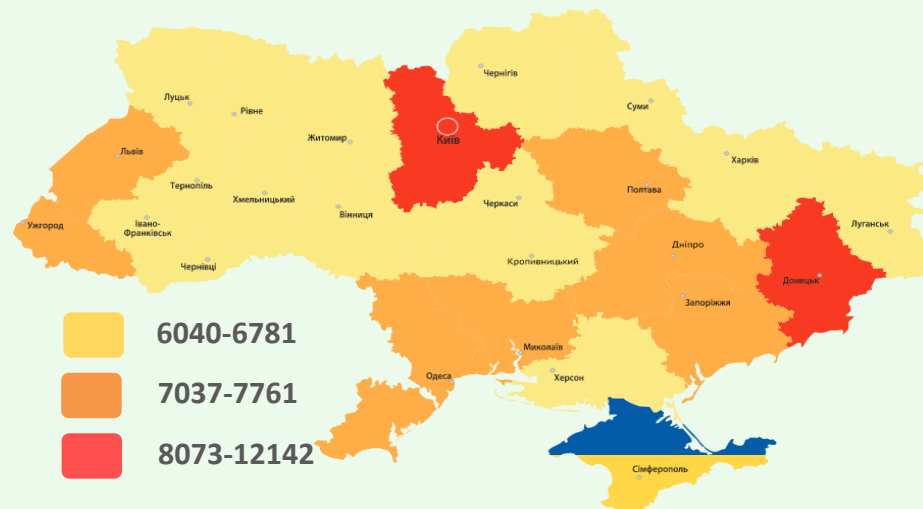 Чернігів
Луцьк
Рівне
Суми
Житомир
Київ
Львів
Харків
Тернопіль
Полтава
Хмельницький
Черкаси
Вінниця
Ужгород
Івано-
Франківськ
Луганськ
Дніпро
Чернівці
Кропивницький
Донецьк
Запоріжжя
6040-6781
Миколаїв
Одеса
Херсон
7037-7761
8073-12142
Сімферополь